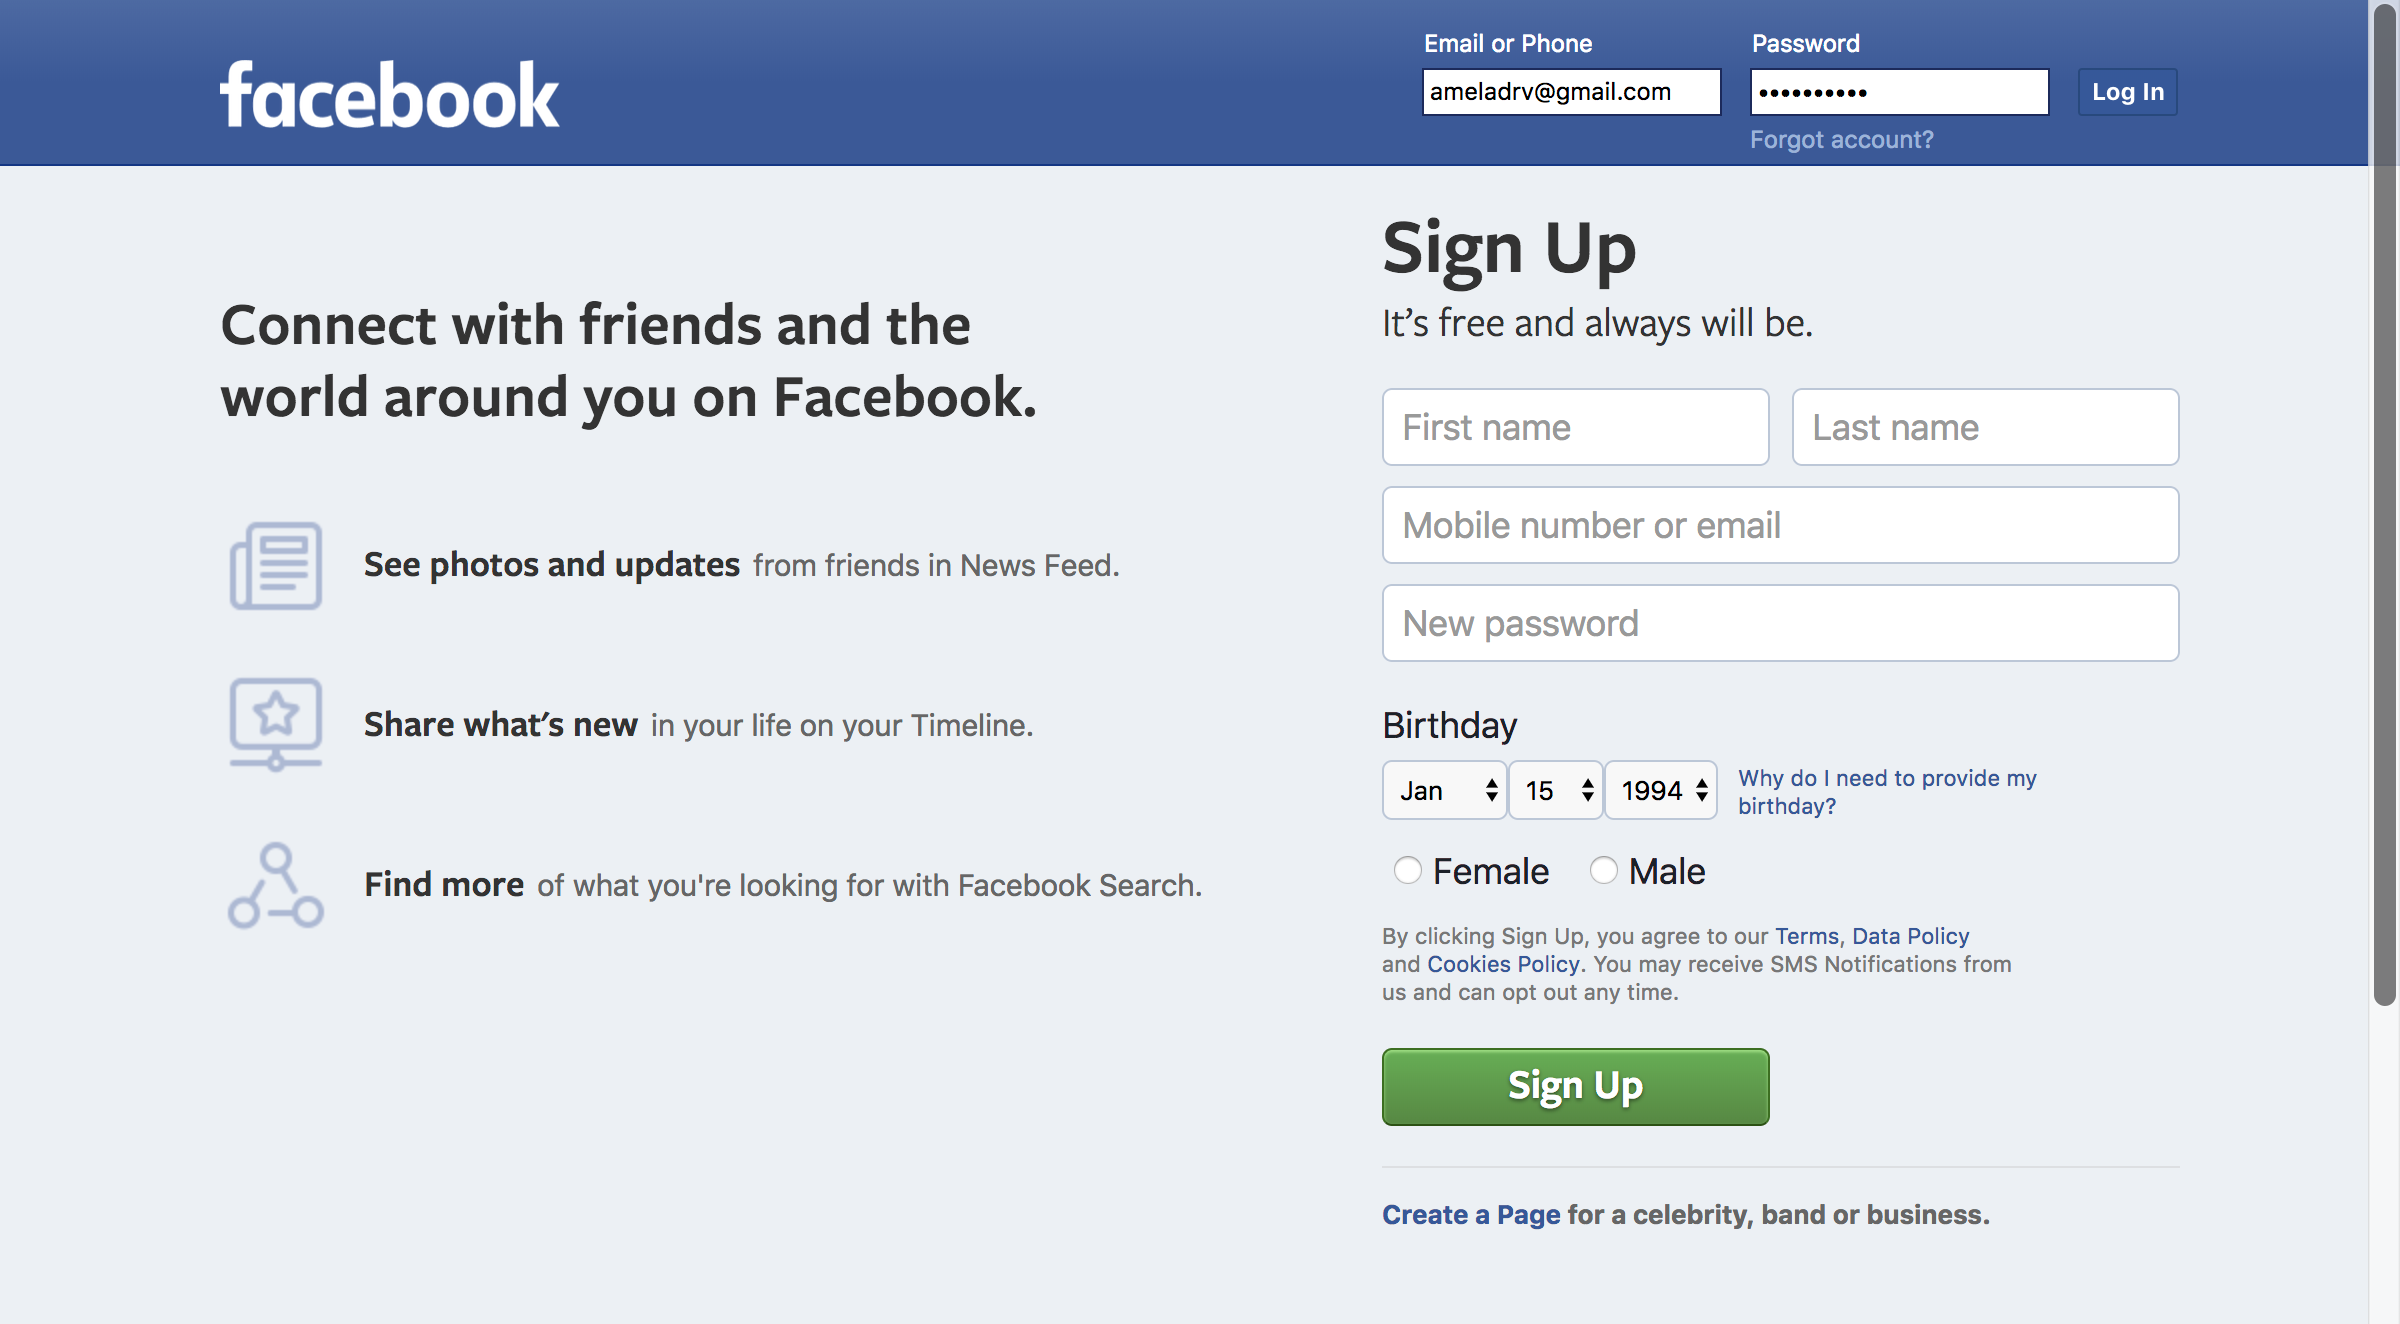 facebook
Email or Phone
Password
ameladrv@gmail.com
••••••••••
Log In
Forgot account?
Connect with friends and the
world around you on Facebook.
See photos and updates from friends in News Feed.
Share what's new in your life on your Timeline.
Find more of what you're looking for with Facebook Search.
Sign Up
It’s free and always will be.
First name
Last name
Mobile number or email
New password
Birthday
Jan
15
1994
Why do I need to provide my
birthday?
Female
Male
By clicking Sign Up, you agree to our Terms, Data Policy
and Cookies Policy. You may receive SMS Notifications from
us and can opt out any time.
Sign Up
Create a Page for a celebrity, band or business.